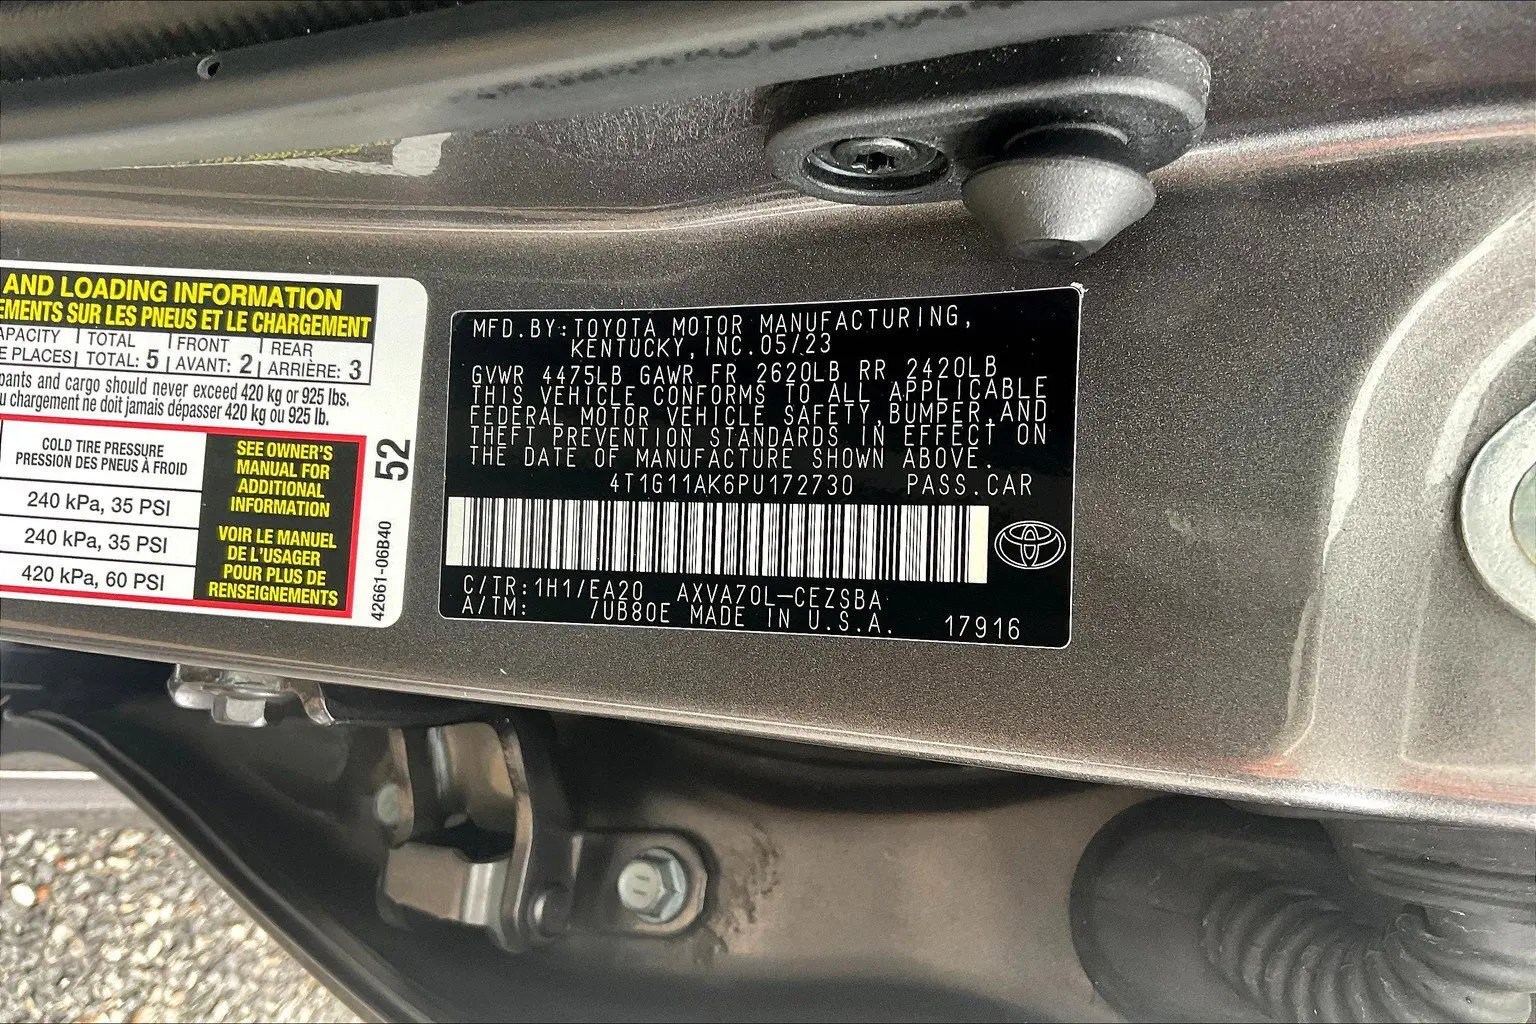 AND LOADING INFORMATION
EMENTS SUR LES PNEUS ET LE CHARGEMENT
APACITY TOTAL FRONT REAR
E PLACES TOTAL: 5 AVANT: 2 ARRIÈRE: 3
pants and cargo should never exceed 420 kg or 925 lbs.
u chargement ne doit jamais dépasser 420 kg ou 925 lb.
COLD TIRE PRESSURE
PRESSION DES PNEUS À FROID
240 kPa, 35 PSI
240 kPa, 35 PSI
420 kPa, 60 PSI
SEE OWNER'S
MANUAL FOR
ADDITIONAL
INFORMATION
VOIR LE MANUEL
DE L'USAGER
POUR PLUS DE
RENSEIGNEMENTS
52
42661-06B40
MFD.BY:TOYOTA MOTOR MANUFACTURING,
KENTUCKY,INC.05/23
GVWR 4475LB GAWR FR 2620LB RR 2420LB
THIS VEHICLE CONFORMS TO ALL APPLICABLE
FEDERAL MOTOR VEHICLE SAFETY,BUMPER,AND
THEFT PREVENTION STANDARDS IN EFFECT ON
THE DATE OF MANUFACTURE SHOWN ABOVE.
4T1G11AK6PU172730 PASS.CAR
C/TR:1H1/EA20 AXVA70L-CEZSBA
A/TM: /UB80E MADE IN U.S.A. 17916